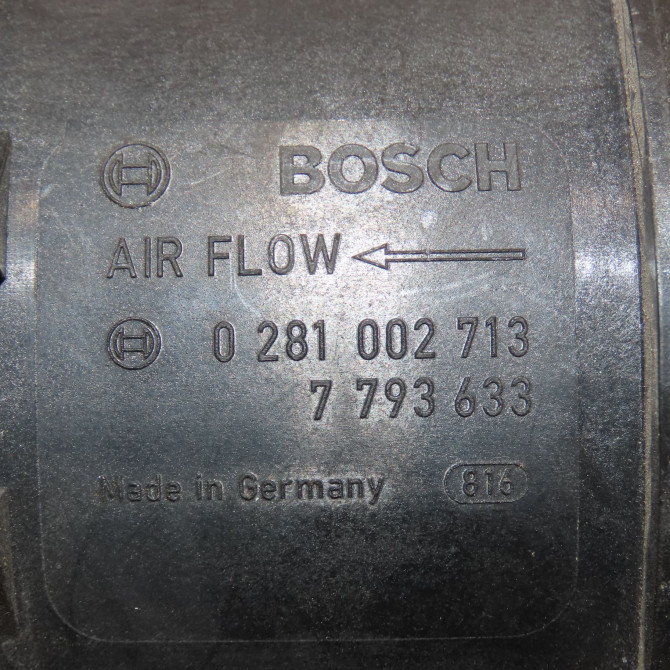 BOSCH
AIR FLOW
0 281 002 713
7 793 633
Made in Germany 816